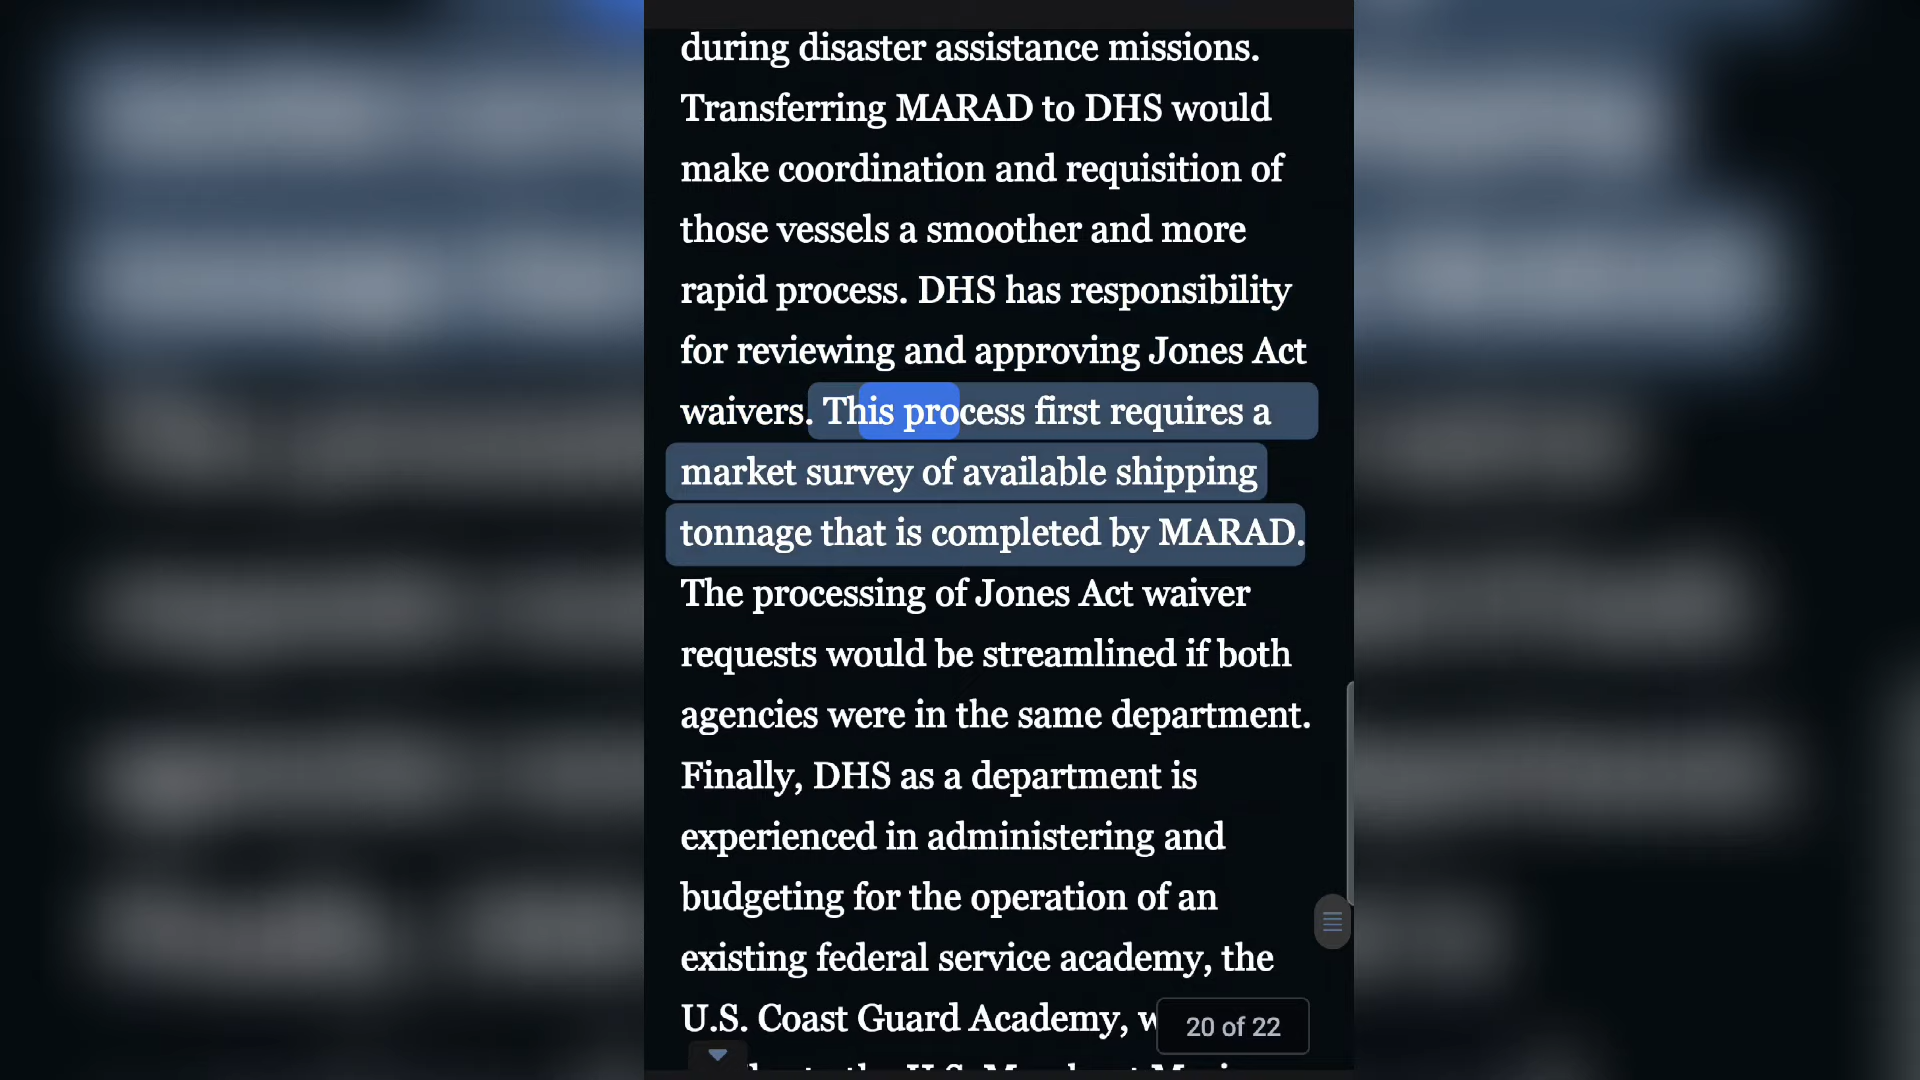 during disaster assistance missions.
Transferring MARAD to DHS would
make coordination and requisition of
those vessels a smoother and more
rapid process. DHS has responsibility
for reviewing and approving Jones Act
waivers. This process first requires a
market survey of available shipping
tonnage that is completed by MARAD.
The processing of Jones Act waiver
requests would be streamlined if both
agencies were in the same department.
Finally, DHS as a department is
experienced in administering and
budgeting for the operation of an
existing federal service academy, the
U.S. Coast Guard Academy,
20 of 22